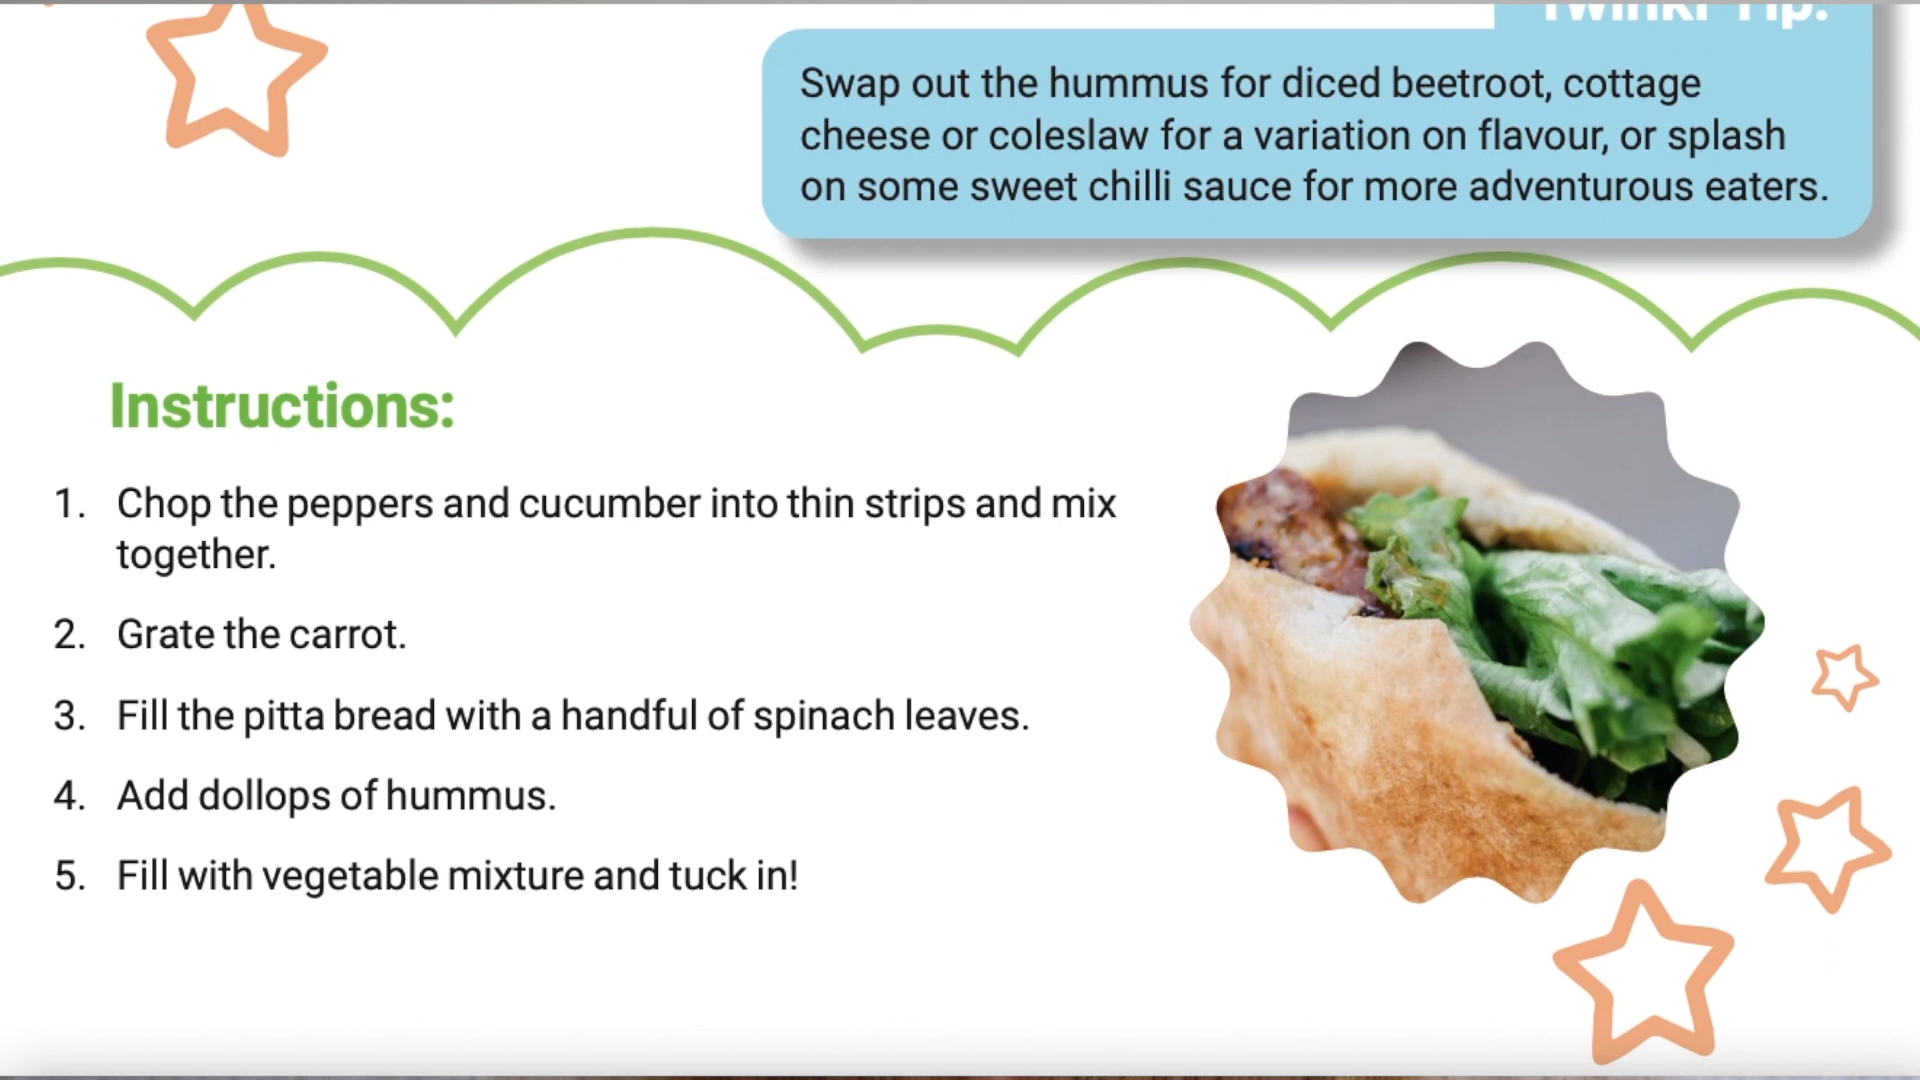 Twinkl Tip:
Swap out the hummus for diced beetroot, cottage
cheese or coleslaw for a variation on flavour, or splash
on some sweet chilli sauce for more adventurous eaters.
Instructions:
1. Chop the peppers and cucumber into thin strips and mix
together.
2. Grate the carrot.
3. Fill the pitta bread with a handful of spinach leaves.
4. Add dollops of hummus.
5. Fill with vegetable mixture and tuck in!